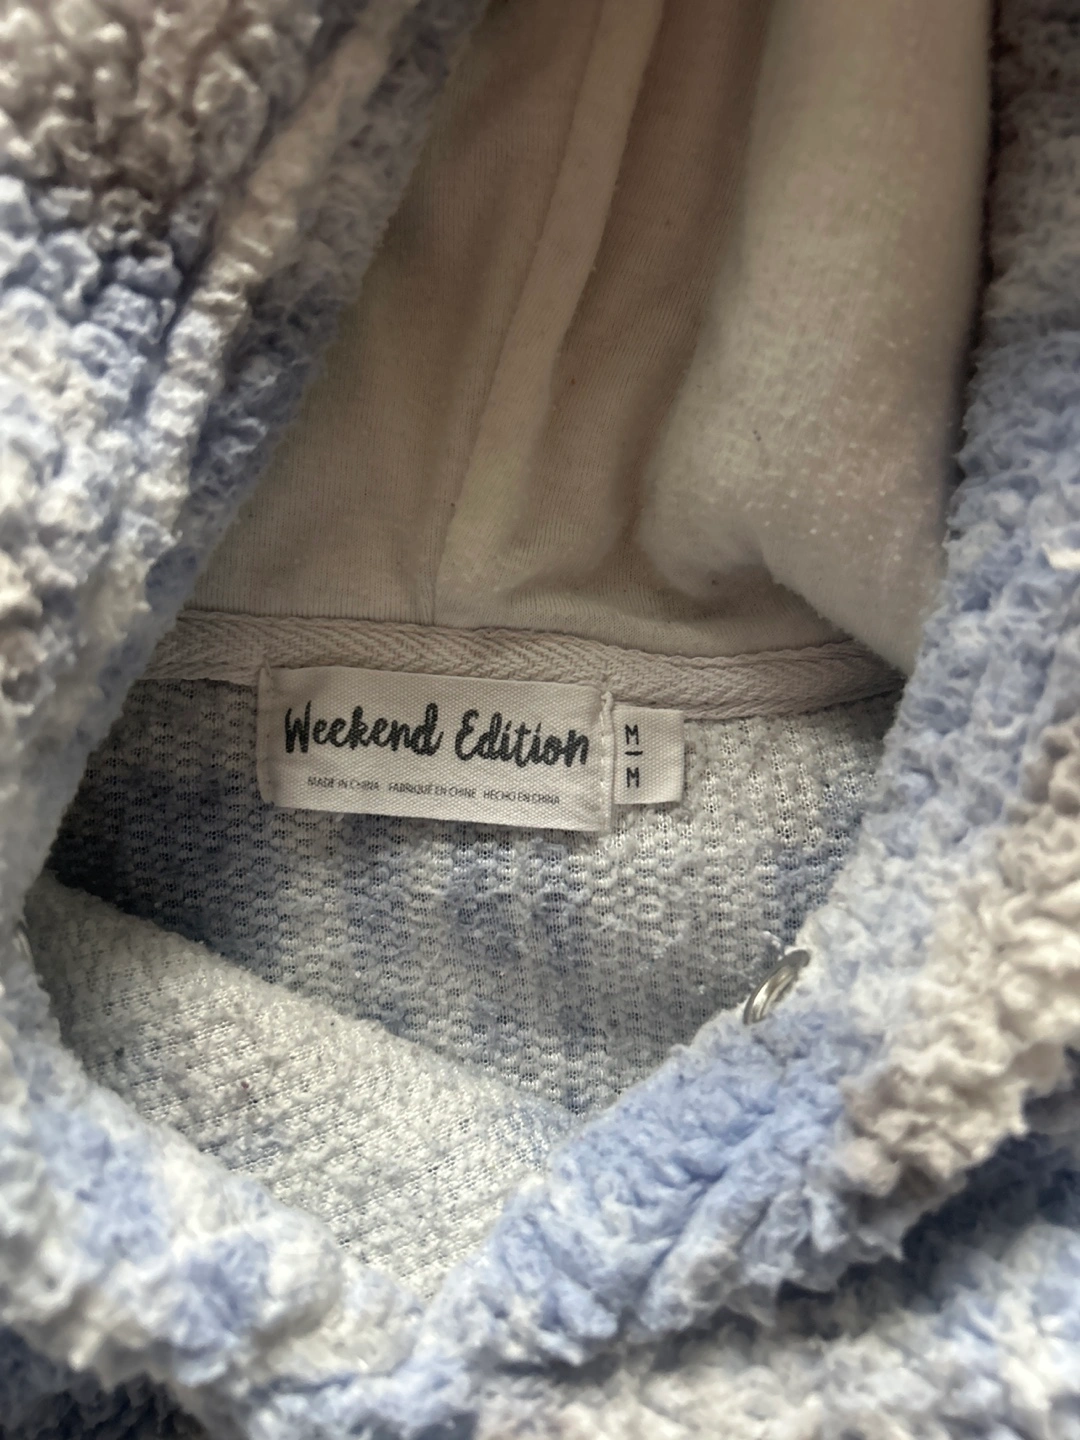 Weekend Edition
MADE IN CHINA FABRIQUÉ EN CHINE HECHO EN CHINA
M
M